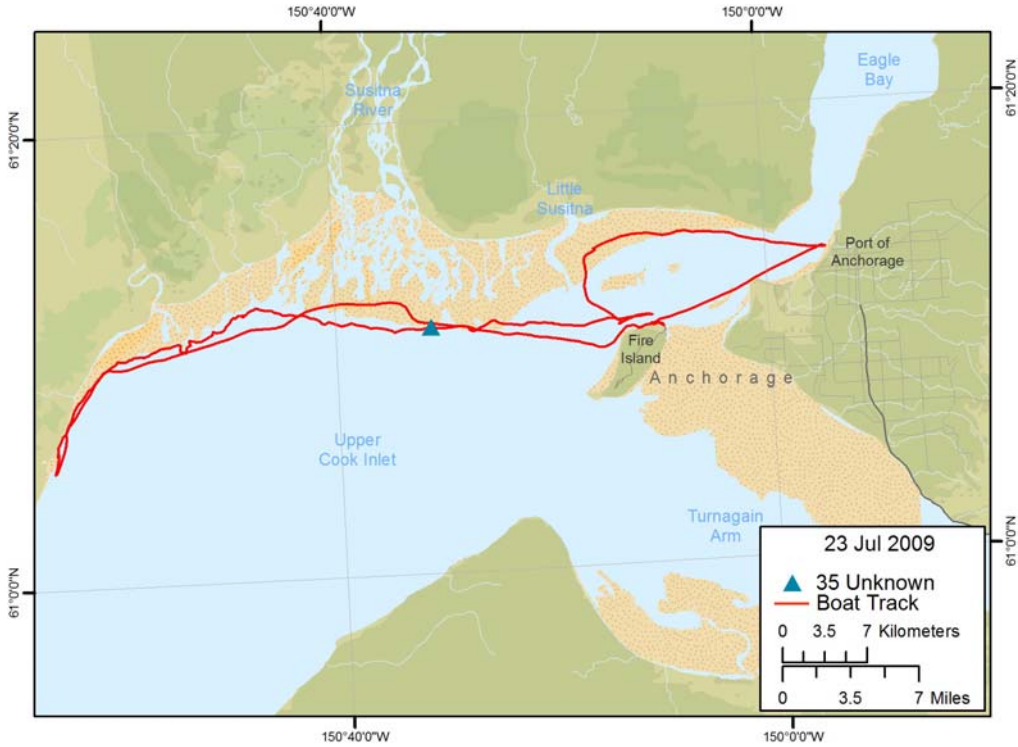 150°40'0"W
150°0'0"W
Eagle
Bay
Susitna
River
61°20'0"N
61°20'0"N
Little
Susitna
Port of
Anchorage
Fire
Island
Anchorage
Upper
Cook Inlet
Turnagain
Arm
61°0'0"N
61°0'0"N
23 Jul 2009
35 Unknown
Boat Track
0 3.5 7 Kilometers
0 3.5 7 Miles
150°40'0"W
150°0'0"W